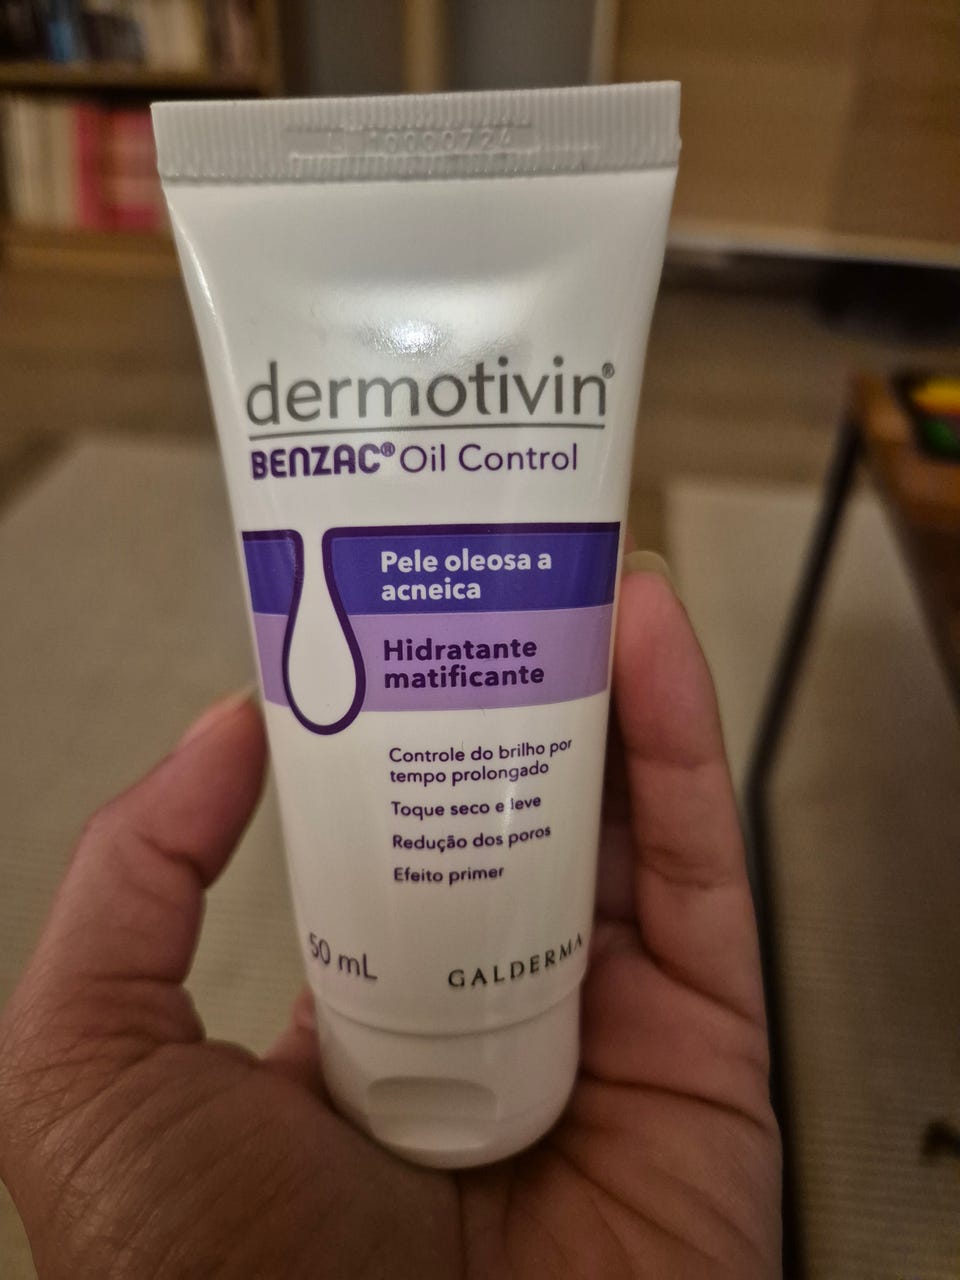 dermotivin®
BENZAC® Oil Control
Pele oleosa a
acneica
Hidratante
matificante
Controle do brilho por
tempo prolongado
Toque seco e leve
Redução dos poros
Efeito primer
50 mL
GALDERMA